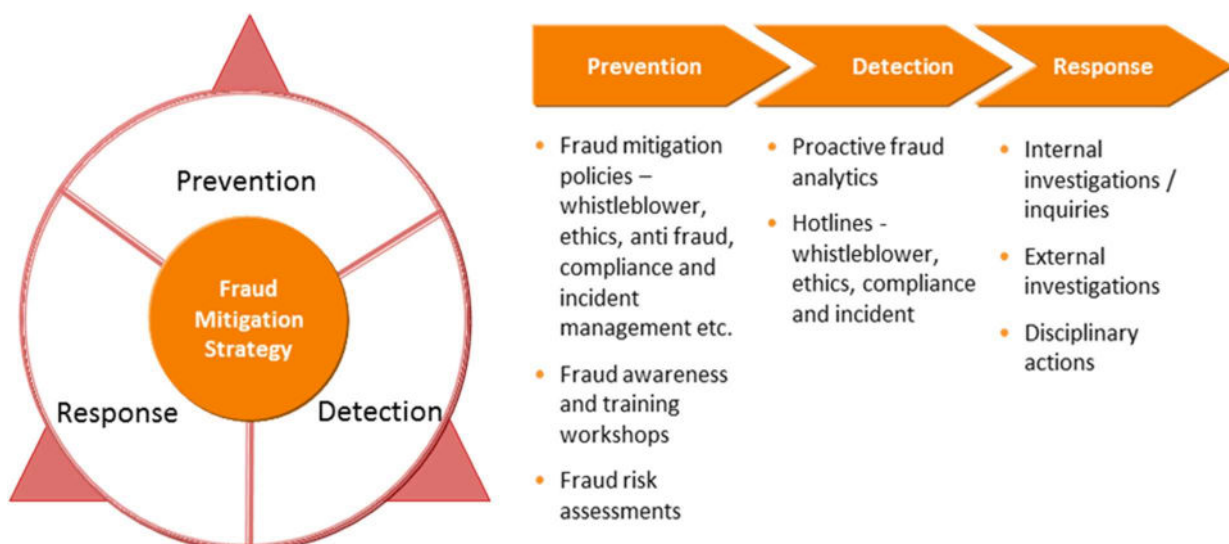 Prevention
Fraud
Mitigation
Strategy
Response
Detection
Prevention
Detection
Response
• Fraud mitigation
policies –
whistleblower,
ethics, anti fraud,
compliance and
incident
management etc.
• Fraud awareness
and training
workshops
• Fraud risk
assessments
• Proactive fraud
analytics
• Hotlines -
whistleblower,
ethics, compliance
and incident
• Internal
investigations /
inquiries
• External
investigations
• Disciplinary
actions